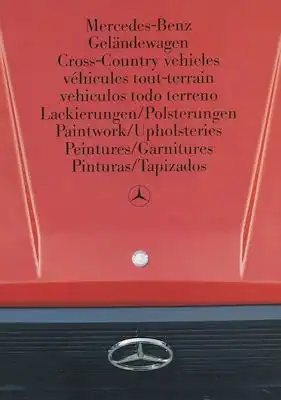 Mercedes-Benz
Geländewagen
Cross-Country vehicles
véhicules tout-terrain
vehiculos todo terreno
Lackierungen/Polsterungen
Paintwork/Upholsteries
Peintures/Garnitures
Pinturas/Tapizados